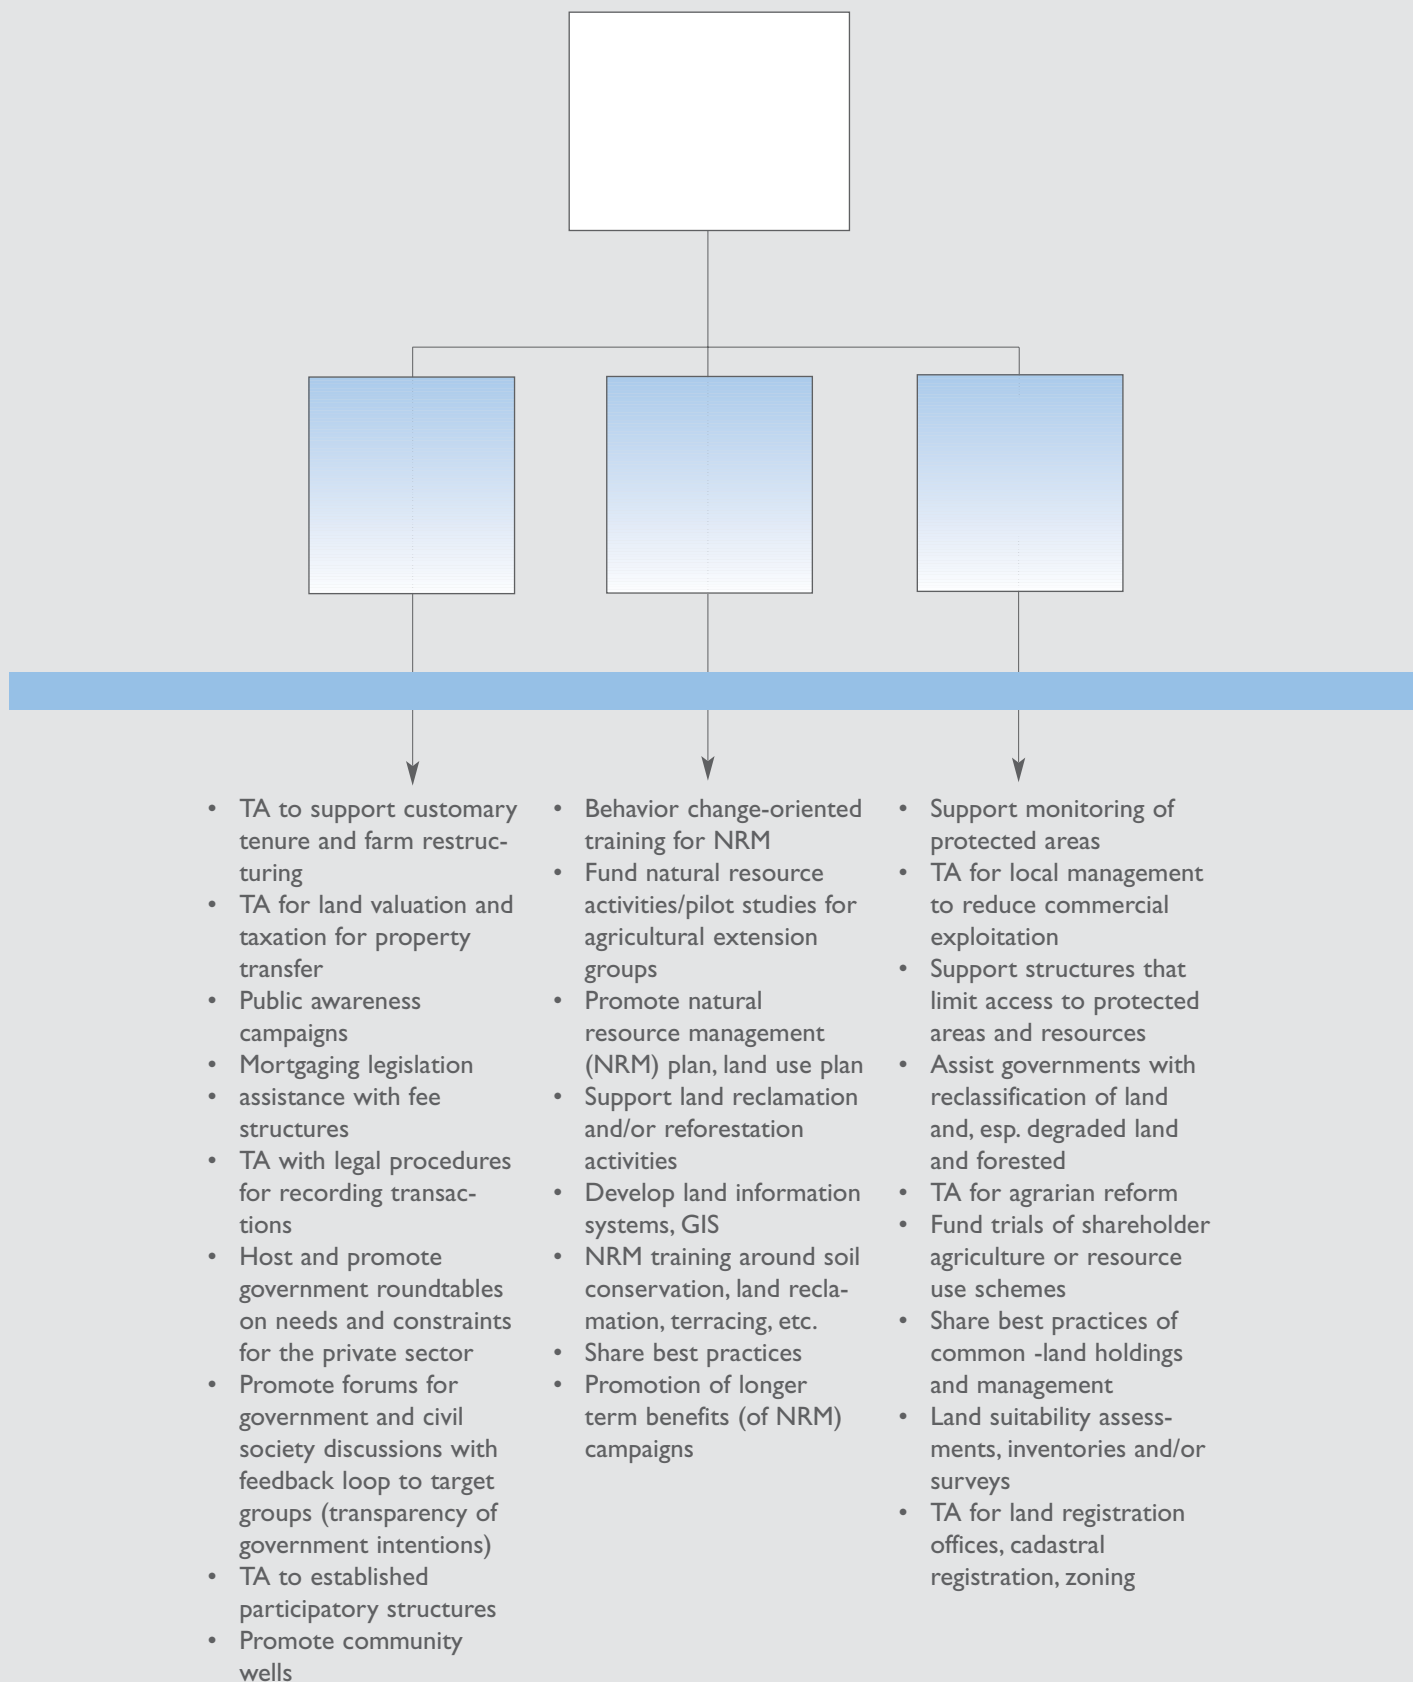 • TA to support customary
tenure and farm restruc-
turing
• TA for land valuation and
taxation for property
transfer
• Public awareness
campaigns
• Mortgaging legislation
• assistance with fee
structures
• TA with legal procedures
for recording transac-
tions
• Host and promote
government roundtables
on needs and constraints
for the private sector
• Promote forums for
government and civil
society discussions with
feedback loop to target
groups (transparency of
government intentions)
• TA to established
participatory structures
• Promote community
wells
• Behavior change-oriented
training for NRM
• Fund natural resource
activities/pilot studies for
agricultural extension
groups
• Promote natural
resource management
(NRM) plan, land use plan
• Support land reclamation
and/or reforestation
activities
• Develop land information
systems, GIS
• NRM training around soil
conservation, land recla-
mation, terracing, etc.
• Share best practices
• Promotion of longer
term benefits (of NRM)
campaigns
• Support monitoring of
protected areas
• TA for local management
to reduce commercial
exploitation
• Support structures that
limit access to protected
areas and resources
• Assist governments with
reclassification of land
and, esp. degraded land
and forested
• TA for agrarian reform
• Fund trials of shareholder
agriculture or resource
use schemes
• Share best practices of
common -land holdings
and management
• Land suitability assess-
ments, inventories and/or
surveys
• TA for land registration
offices, cadastral
registration, zoning